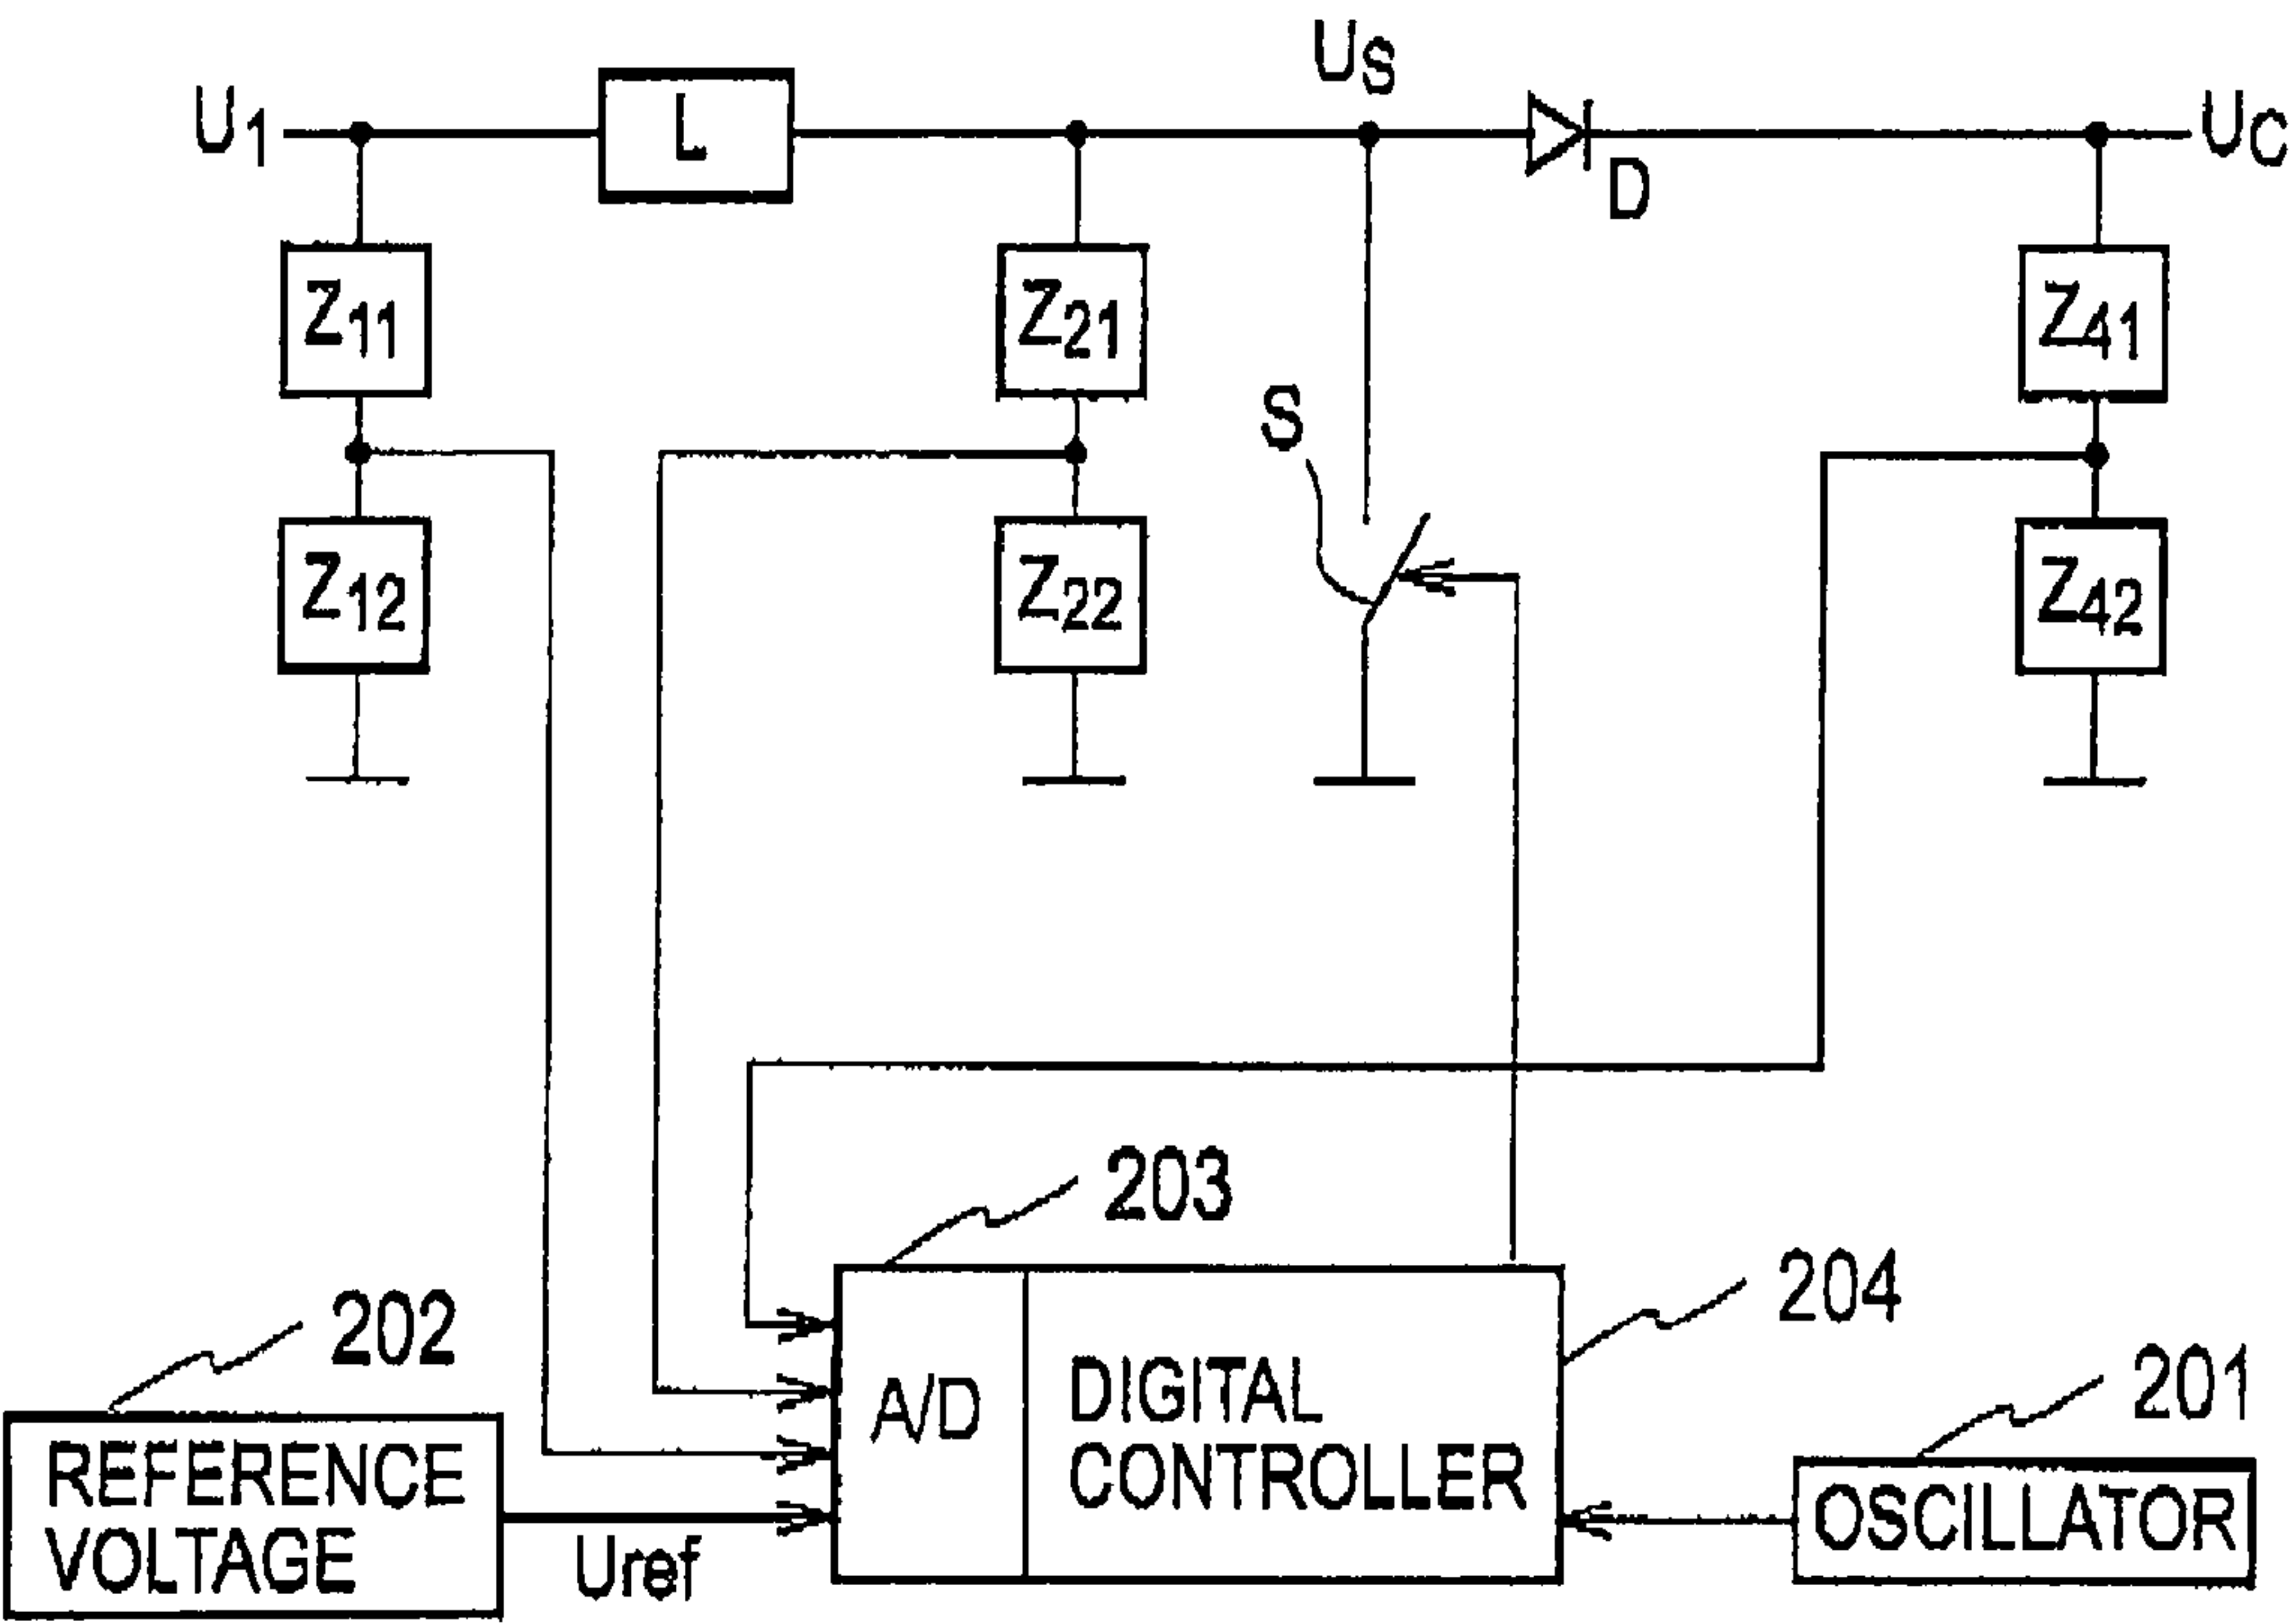 U1
L
US
D
UC
Z11
Z21
Z41
S
Z12
Z22
Z42
203
204
202
201
REFERENCE
VOLTAGE
Uref
A/D
DIGITAL
CONTROLLER
OSCILLATOR